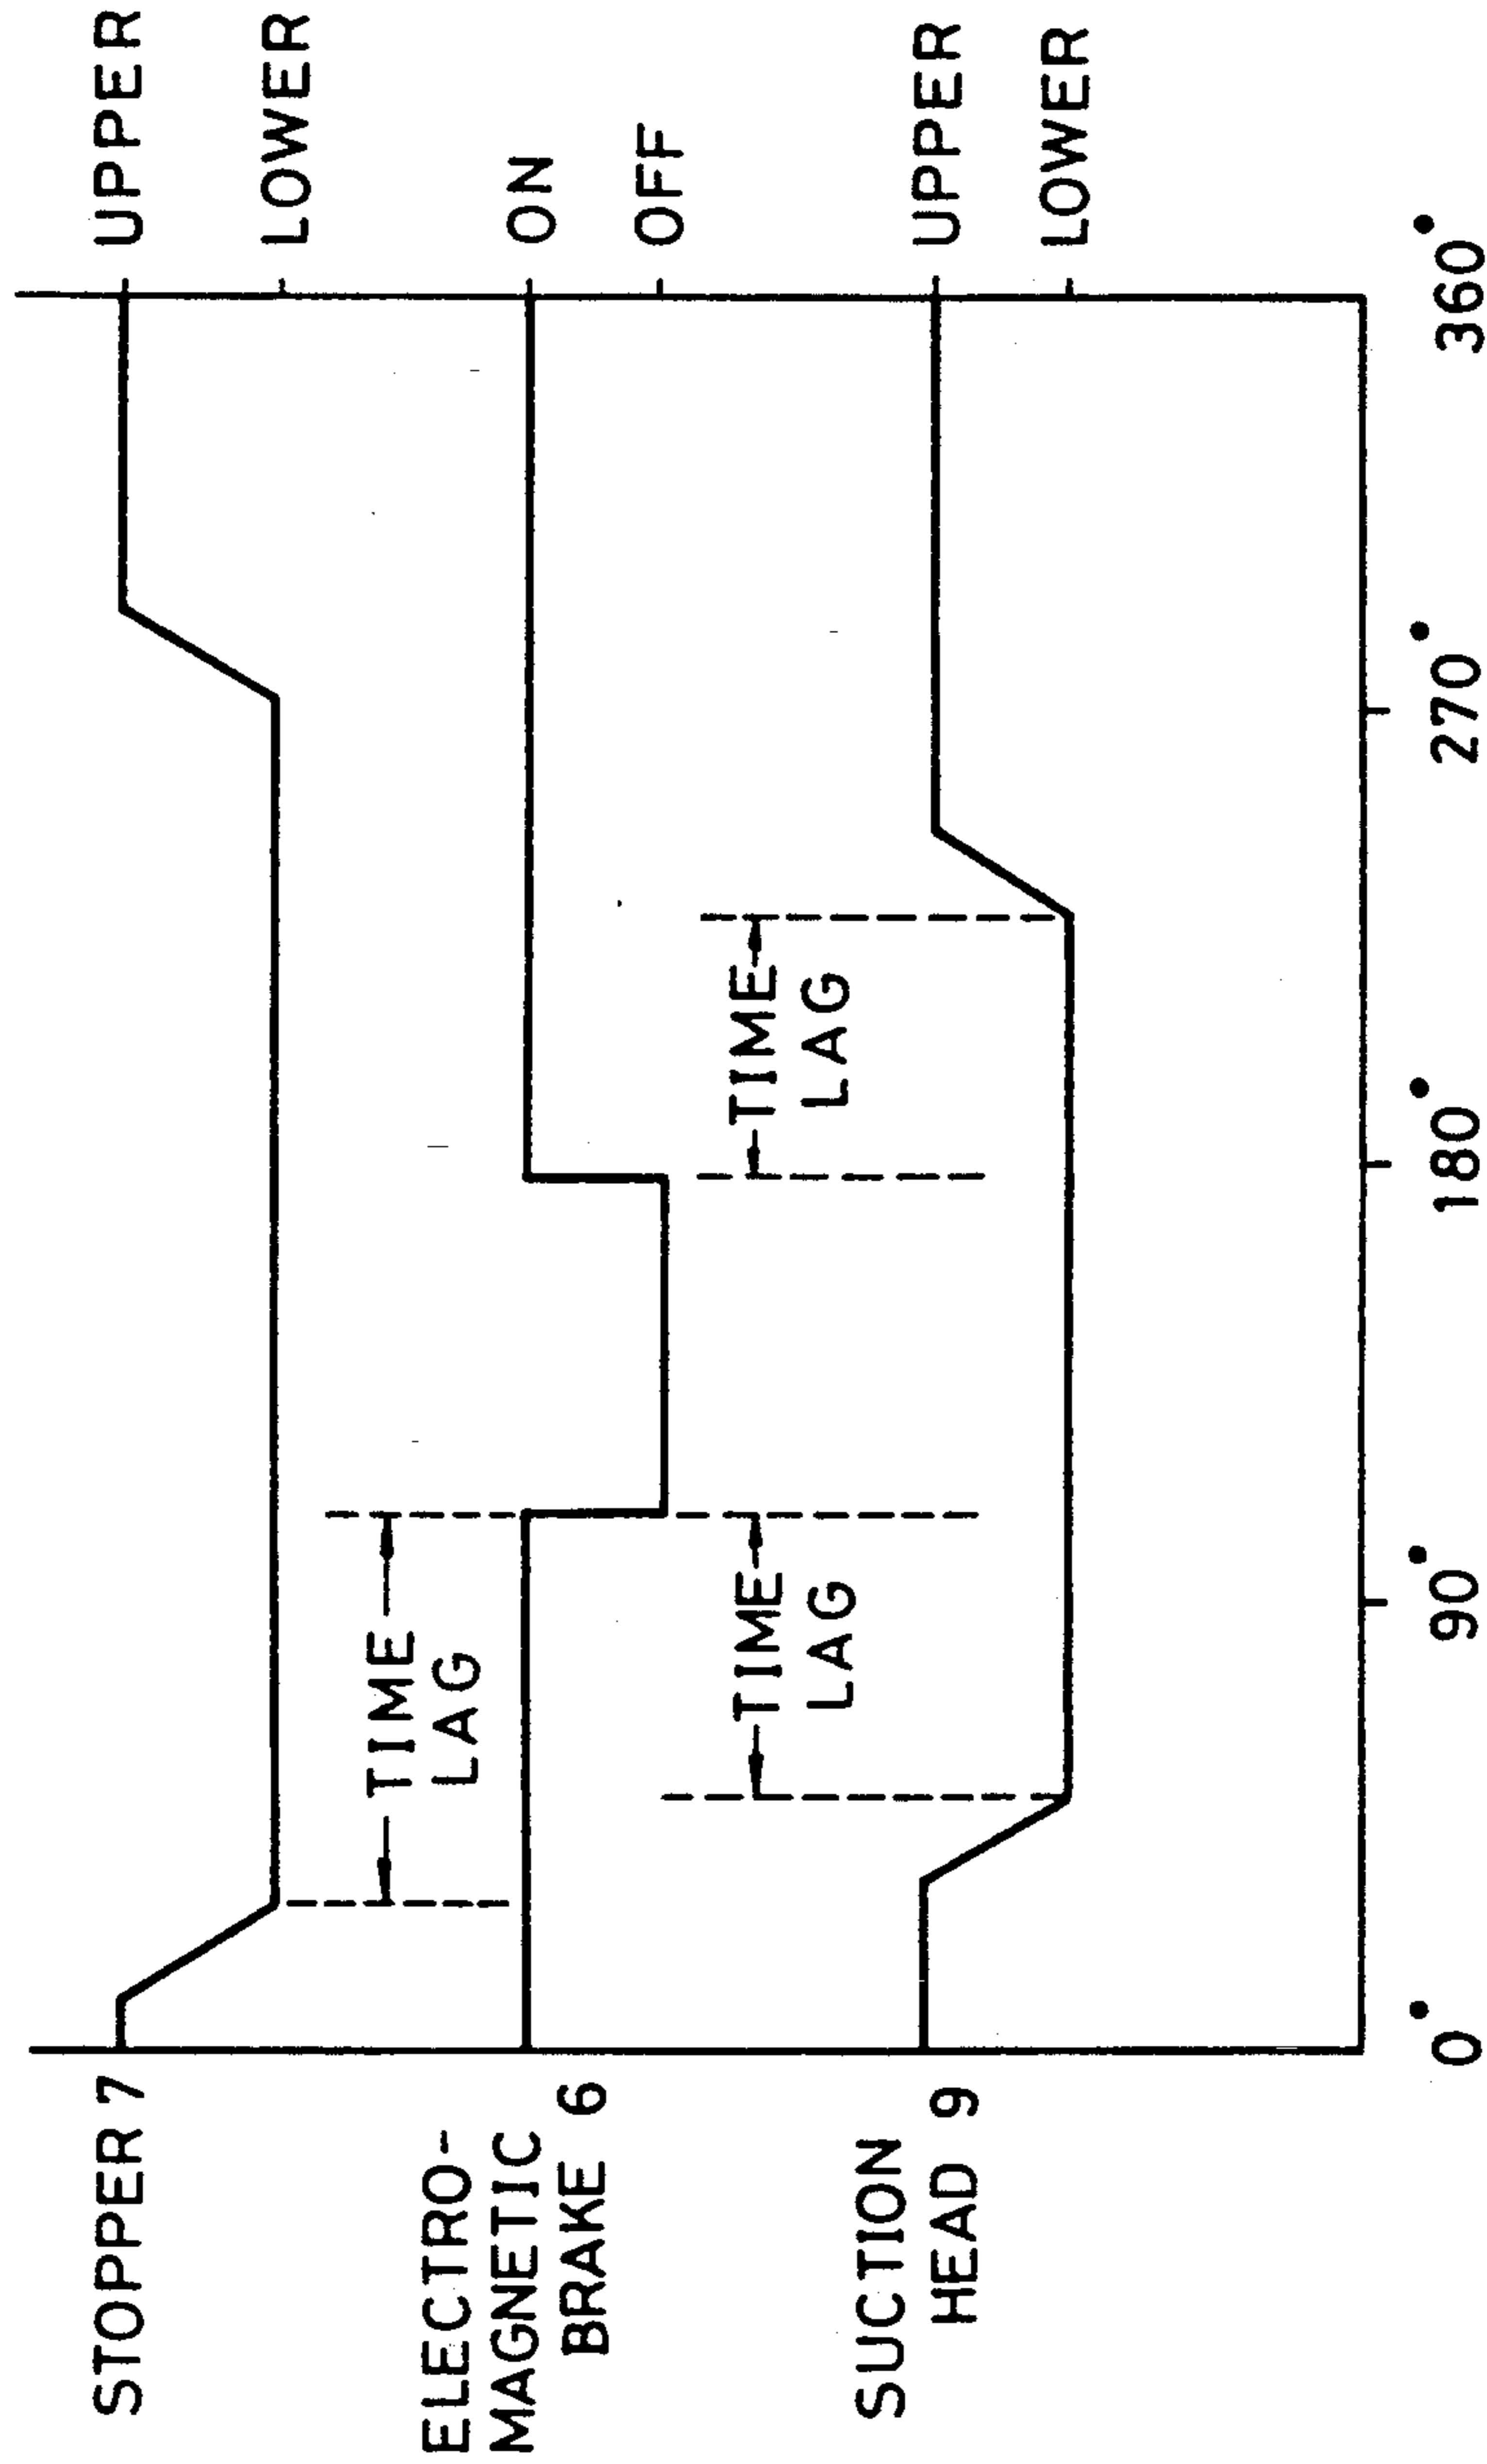 STOPPER 7
UPPER
LOWER
TIME
LAG
ELECTRO-
MAGNETIC
BRAKE 6
ON
OFF
TIME
LAG
TIME
LAG
SUCTION
HEAD 9
UPPER
LOWER
0°
90°
180°
270°
360°